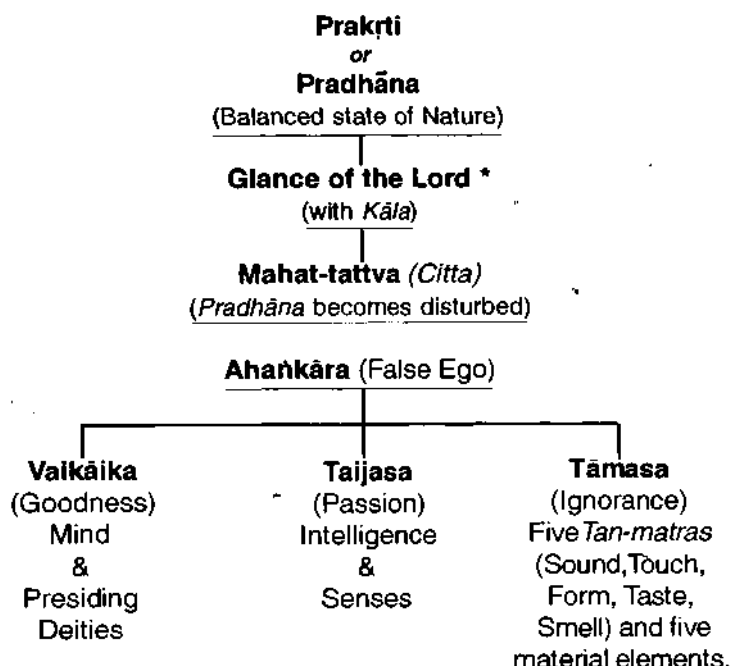 Prakṛti
or
Pradhāna
(Balanced state of Nature)
Glance of the Lord *
(with Kāla)
Mahat-tattva (Citta)
(Pradhāna becomes disturbed)
Ahaṅkāra (False Ego)
Vaikāika
(Goodness)
Mind
&
Presiding
Deities
Taijasa
(Passion)
Intelligence
&
Senses
Tāmasa
(Ignorance)
Five Tan-matras
(Sound,Touch,
Form, Taste,
Smell) and five
material elements.